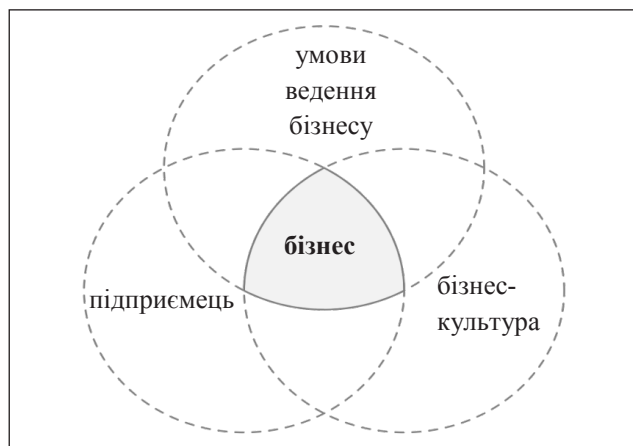 умови
ведення
бізнесу
бізнес
підприємець
бізнес-
культура